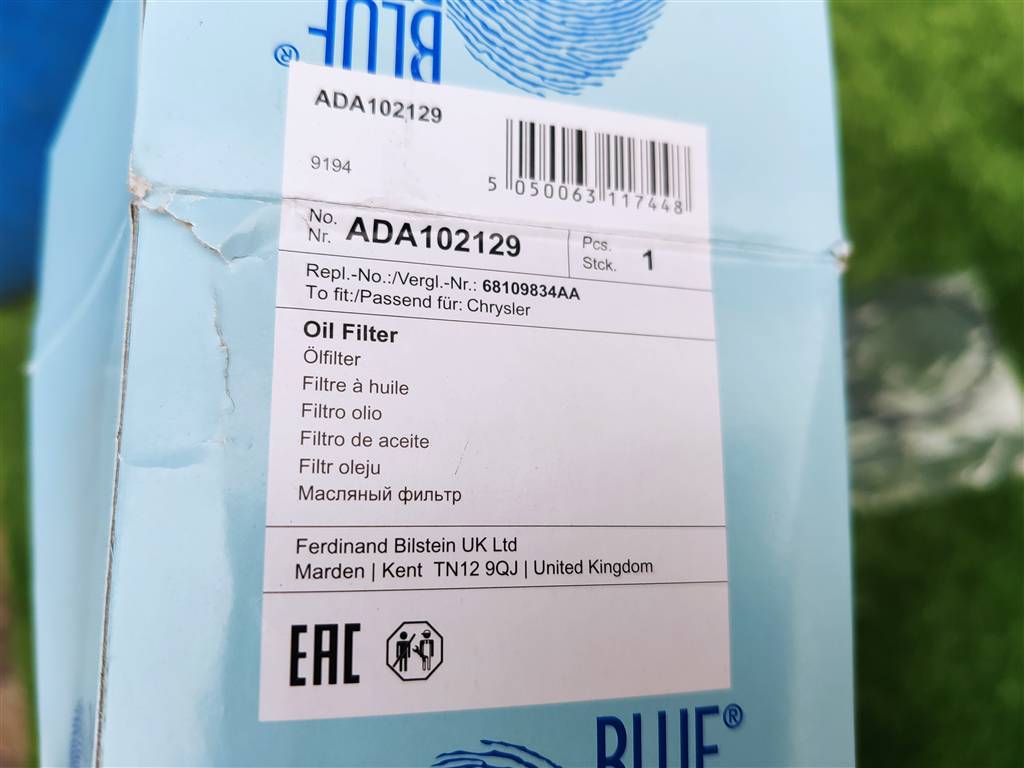 BLUE®
ADA102129
9194
5 050063 117448
No.
Nr. ADA102129
Pcs.
Stck. 1
Repl.-No.:/Vergl.-Nr.: 68109834AA
To fit:/Passend für: Chrysler
Oil Filter
Ölfilter
Filtre à huile
Filtro olio
Filtro de aceite
Filtr oleju
Масляный фильтр
Ferdinand Bilstein UK Ltd
Marden | Kent TN12 9QJ | United Kingdom
EAC
BLUE®